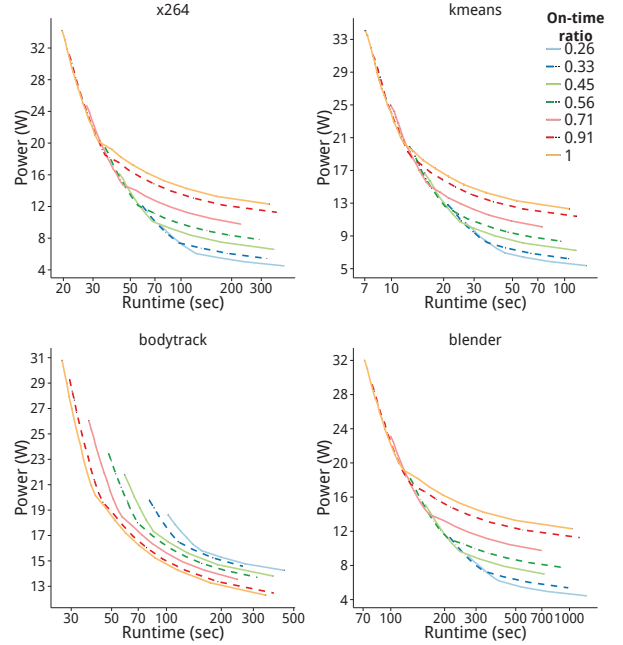 x264
Power (W)
32
28
24
20
16
12
8
4
20 30 50 70 100 200 300
Runtime (sec)
kmeans
Power (W)
33
29
25
21
17
13
9
5
7 10 20 30 50 70 100
Runtime (sec)
On-time
ratio
0.26
0.33
0.45
0.56
0.71
0.91
1
bodytrack
Power (W)
31
29
27
25
23
21
19
17
15
13
30 50 70 100 200 300 500
Runtime (sec)
blender
Power (W)
32
28
24
20
16
12
8
4
70 100 200 300 500 700 1000
Runtime (sec)